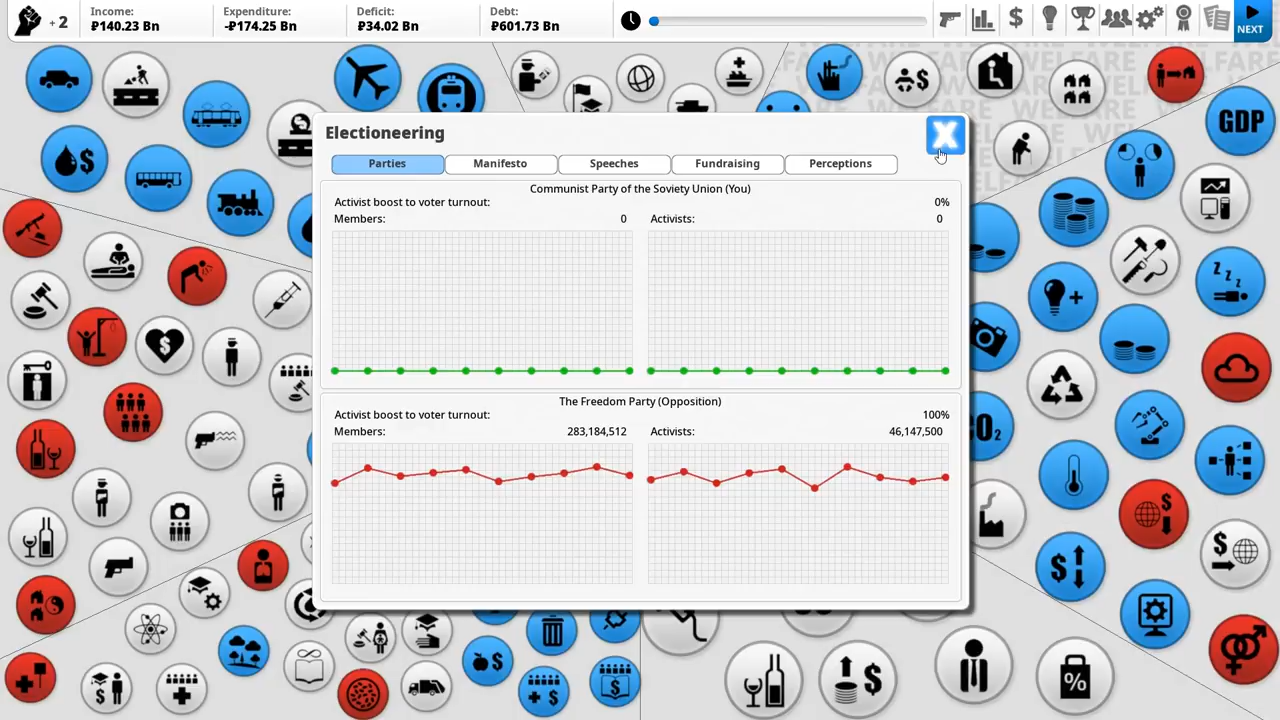 + 2
Income:
₽140.23 Bn
Expenditure:
-₽174.25 Bn
Deficit:
₽34.02 Bn
Debt:
₽601.73 Bn
NEXT
Electioneering
X
Parties
Manifesto
Speeches
Fundraising
Perceptions
Communist Party of the Soviety Union (You)
Activist boost to voter turnout:
0%
Members:
0
Activists:
0
The Freedom Party (Opposition)
Activist boost to voter turnout:
100%
Members:
283,184,512
Activists:
46,147,500
WELFARE
GDP
CO2
Z Z Z